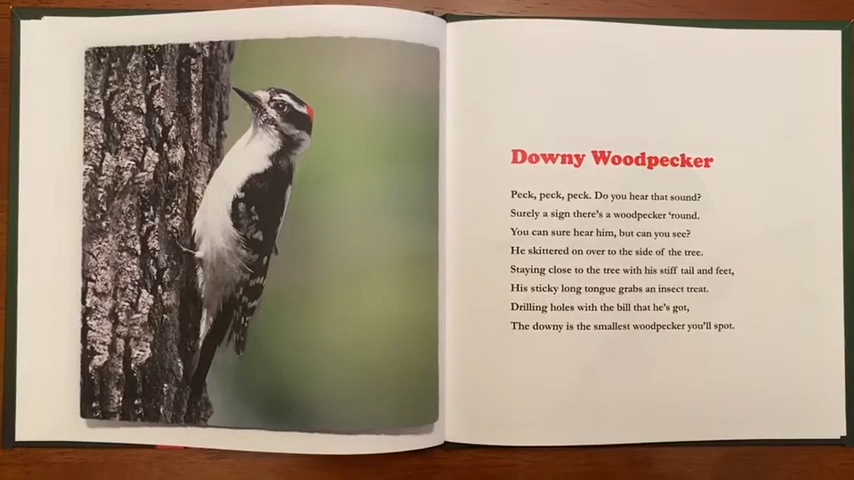 Downy Woodpecker
Peck, peck, peck. Do you hear that sound?
Surely a sign there's a woodpecker ‘round.
You can sure hear him, but can you see?
He skittered on over to the side of the tree.
Staying close to the tree with his stiff tail and feet,
His sticky long tongue grabs an insect treat.
Drilling holes with the bill that he's got,
The downy is the smallest woodpecker you'll spot.